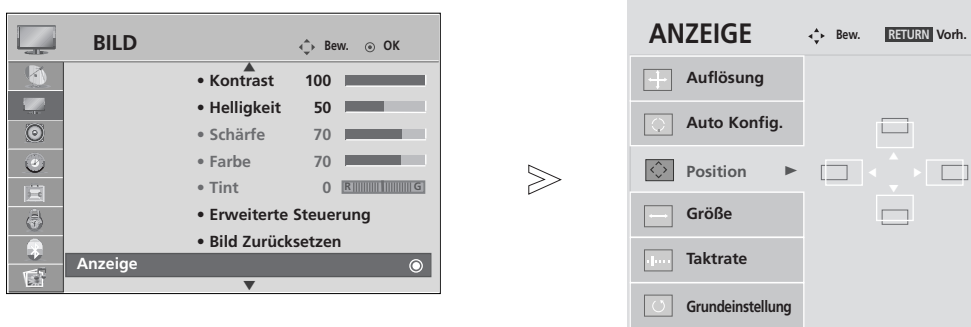 BILD
Bew. OK
• Kontrast 100
• Helligkeit 50
• Schärfe 70
• Farbe 70
• Tint 0 R G
• Erweiterte Steuerung
• Bild Zurücksetzen
Anzeige
ANZEIGE
Bew. RETURN Vorh.
Auflösung
Auto Konfig.
Position
Größe
Taktrate
Grundeinstellung